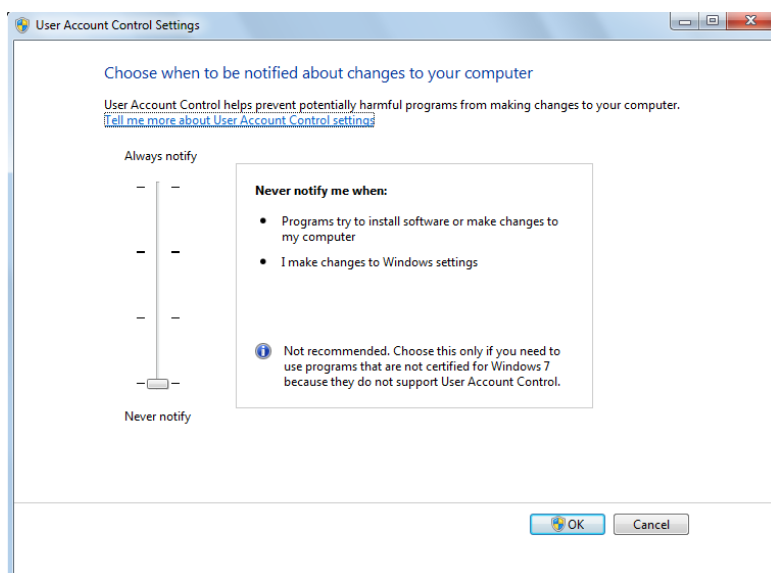 User Account Control Settings
Choose when to be notified about changes to your computer
User Account Control helps prevent potentially harmful programs from making changes to your computer.
Tell me more about User Account Control settings
Always notify
Never notify me when:
• Programs try to install software or make changes to
my computer
• I make changes to Windows settings
Not recommended. Choose this only if you need to
use programs that are not certified for Windows 7
because they do not support User Account Control.
Never notify
OK
Cancel